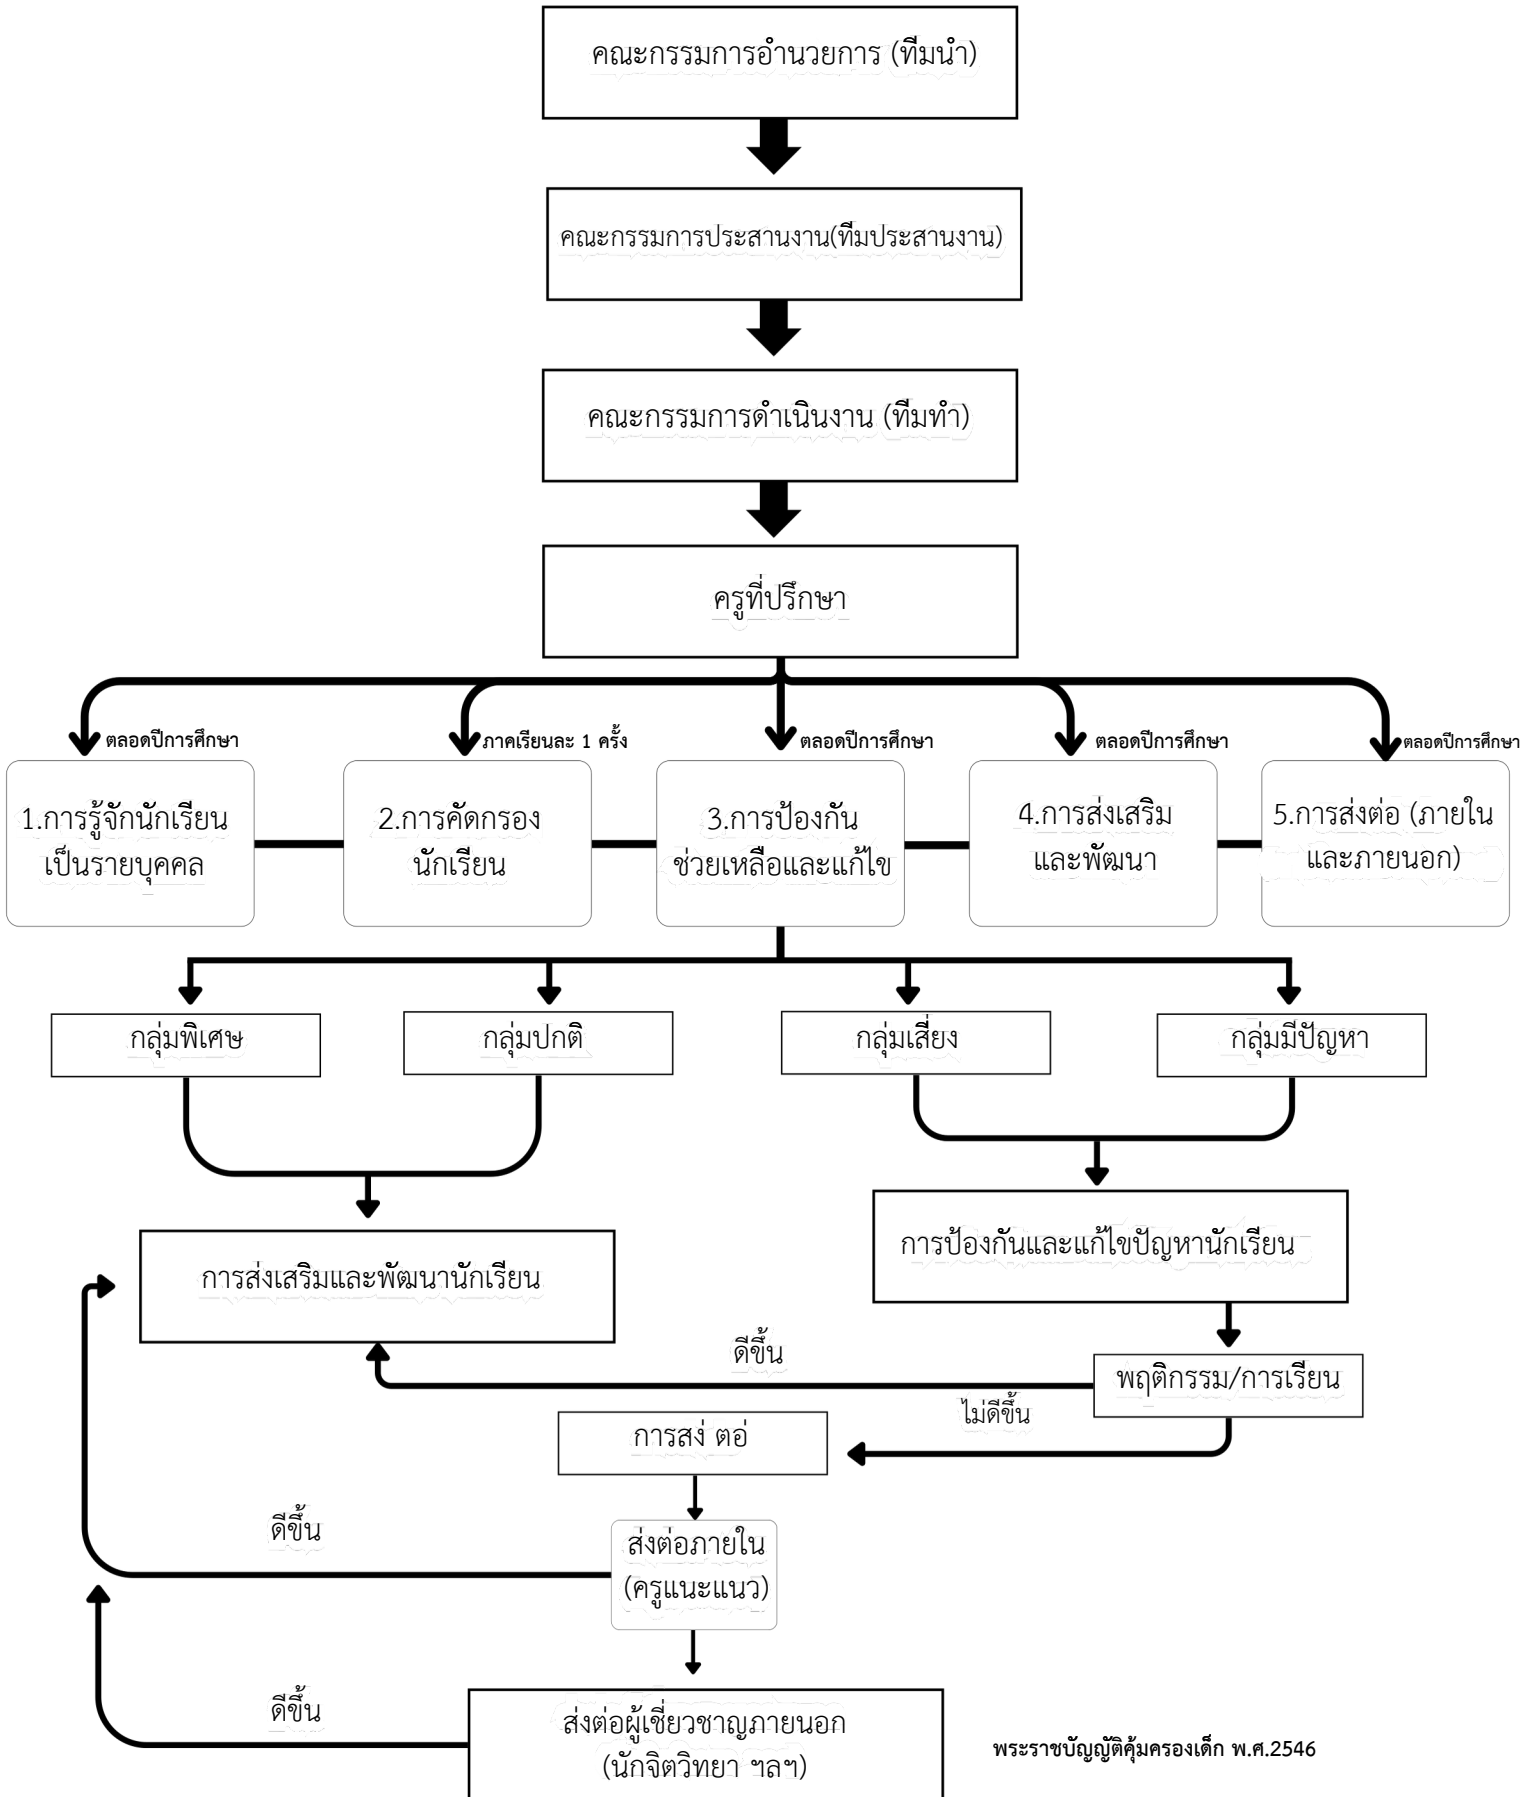 คณะกรรมการอำนวยการ (ทีมนำ)
คณะกรรมการประสานงาน(ทีมประสานงาน)
คณะกรรมการดำเนินงาน (ทีมทำ)
ครูที่ปรึกษา
ตลอดปีการศึกษา
ภาคเรียนละ 1 ครั้ง
ตลอดปีการศึกษา
ตลอดปีการศึกษา
ตลอดปีการศึกษา
1.การรู้จักนักเรียน
เป็นรายบุคคล
2.การคัดกรอง
นักเรียน
3.การป้องกัน
ช่วยเหลือและแก้ไข
4.การส่งเสริม
และพัฒนา
5.การส่งต่อ (ภายใน
และภายนอก)
กลุ่มพิเศษ
กลุ่มปกติ
กลุ่มเสี่ยง
กลุ่มมีปัญหา
การป้องกันและแก้ไขปัญหานักเรียน
การส่งเสริมและพัฒนานักเรียน
ดีขึ้น
พฤติกรรม/การเรียน
ไม่ดีขึ้น
การสง่ ตอ่
ดีขึ้น
ส่งต่อภายใน
(ครูแนะแนว)
ดีขึ้น
ส่งต่อผู้เชี่ยวชาญภายนอก
(นักจิตวิทยา ฯลฯ)
พระราชบัญญัติคุ้มครองเด็ก พ.ศ.2546